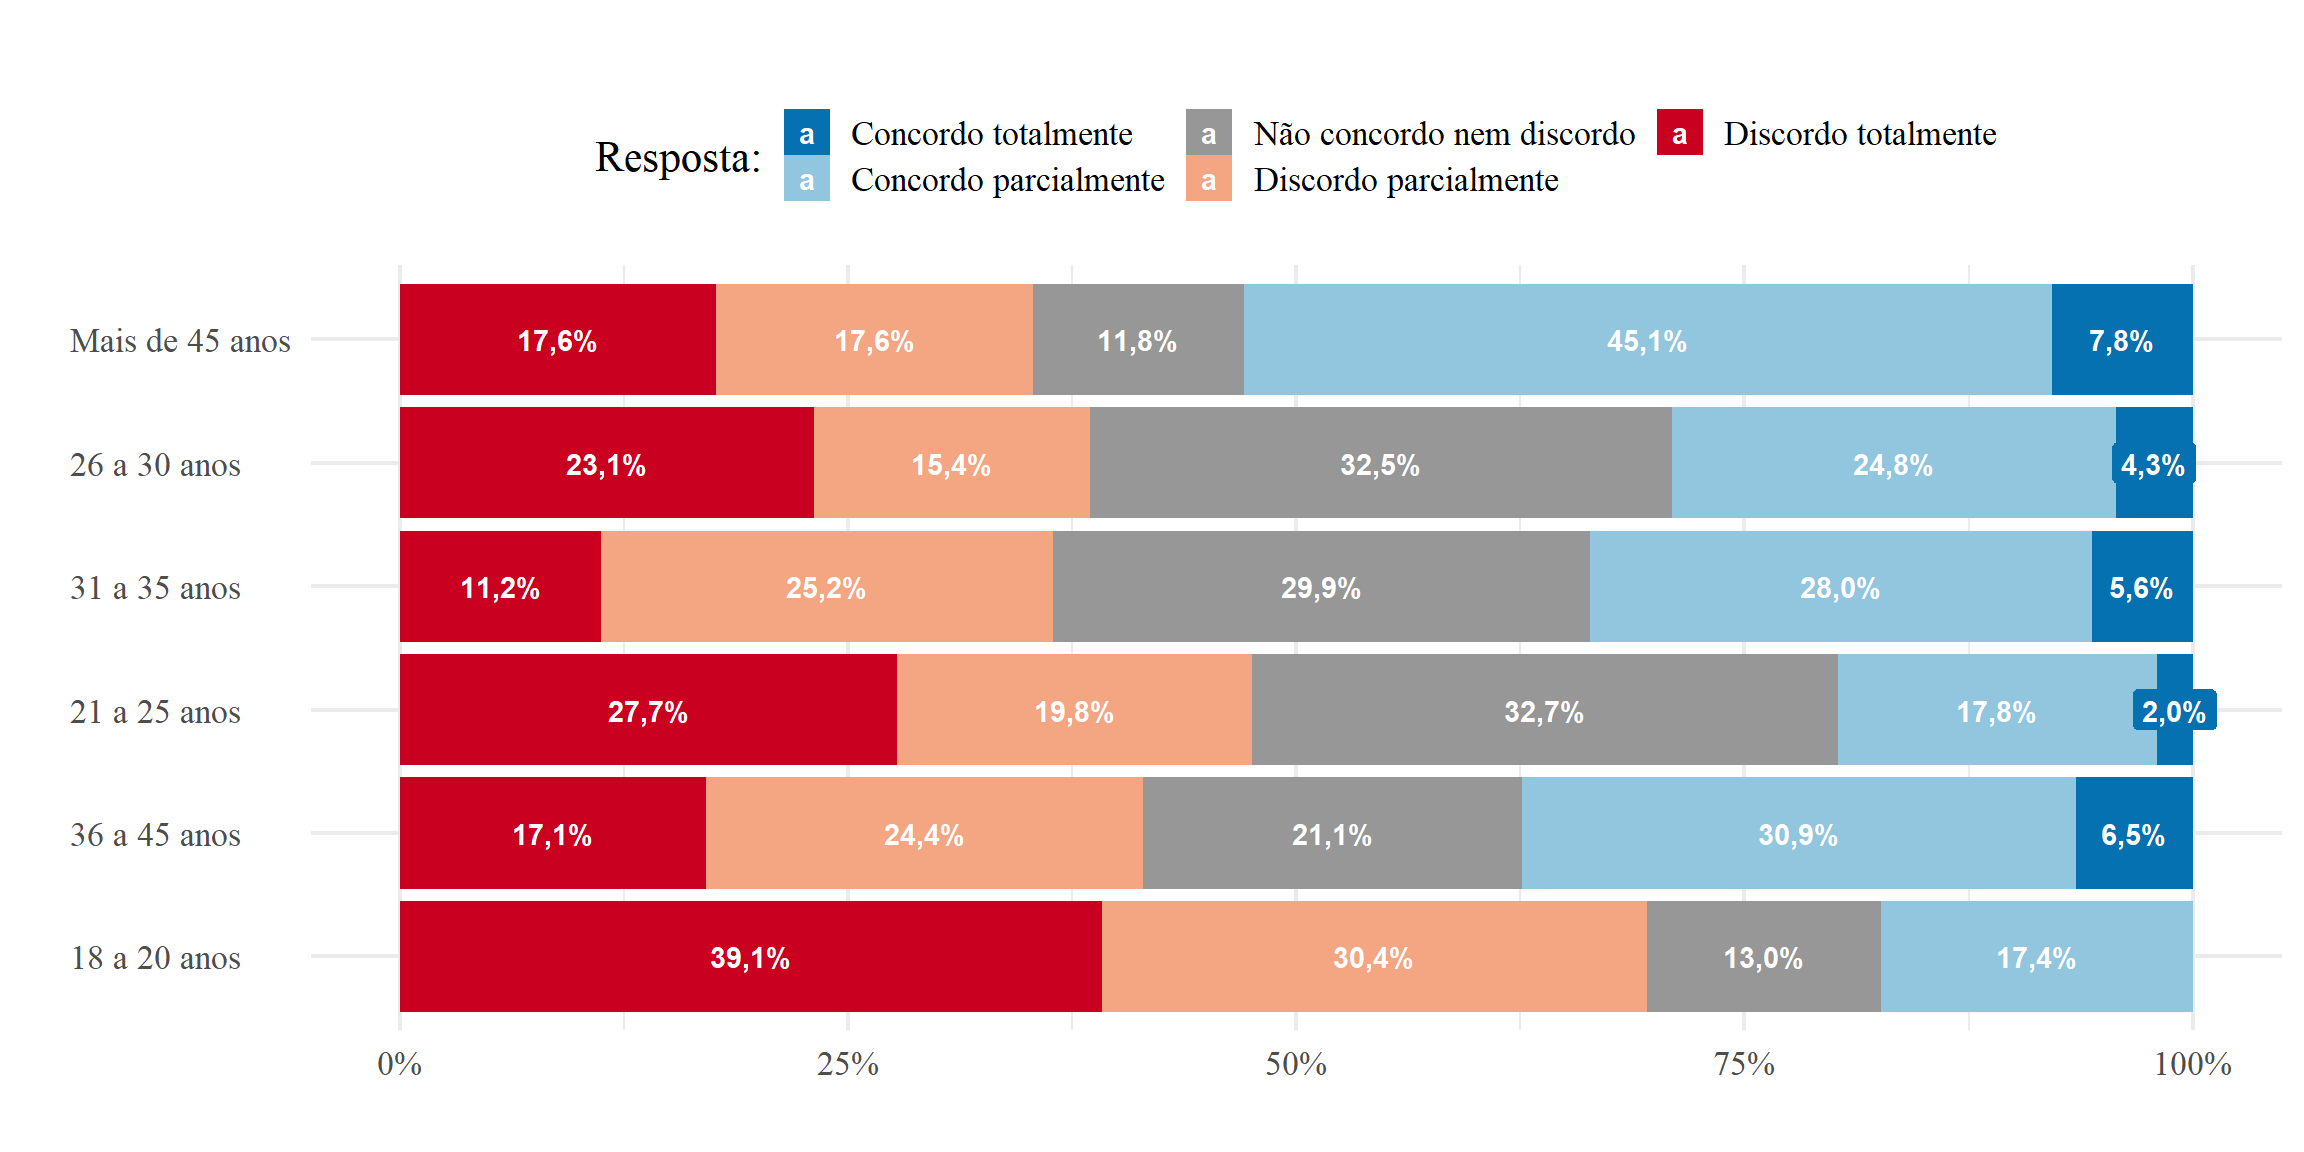 Resposta:
a Concordo totalmente
a Concordo parcialmente
a Não concordo nem discordo
a Discordo parcialmente
a Discordo totalmente
Mais de 45 anos 17,6% 17,6% 11,8% 45,1% 7,8%
26 a 30 anos 23,1% 15,4% 32,5% 24,8% 4,3%
31 a 35 anos 11,2% 25,2% 29,9% 28,0% 5,6%
21 a 25 anos 27,7% 19,8% 32,7% 17,8% 2,0%
36 a 45 anos 17,1% 24,4% 21,1% 30,9% 6,5%
18 a 20 anos 39,1% 30,4% 13,0% 17,4%
0% 25% 50% 75% 100%